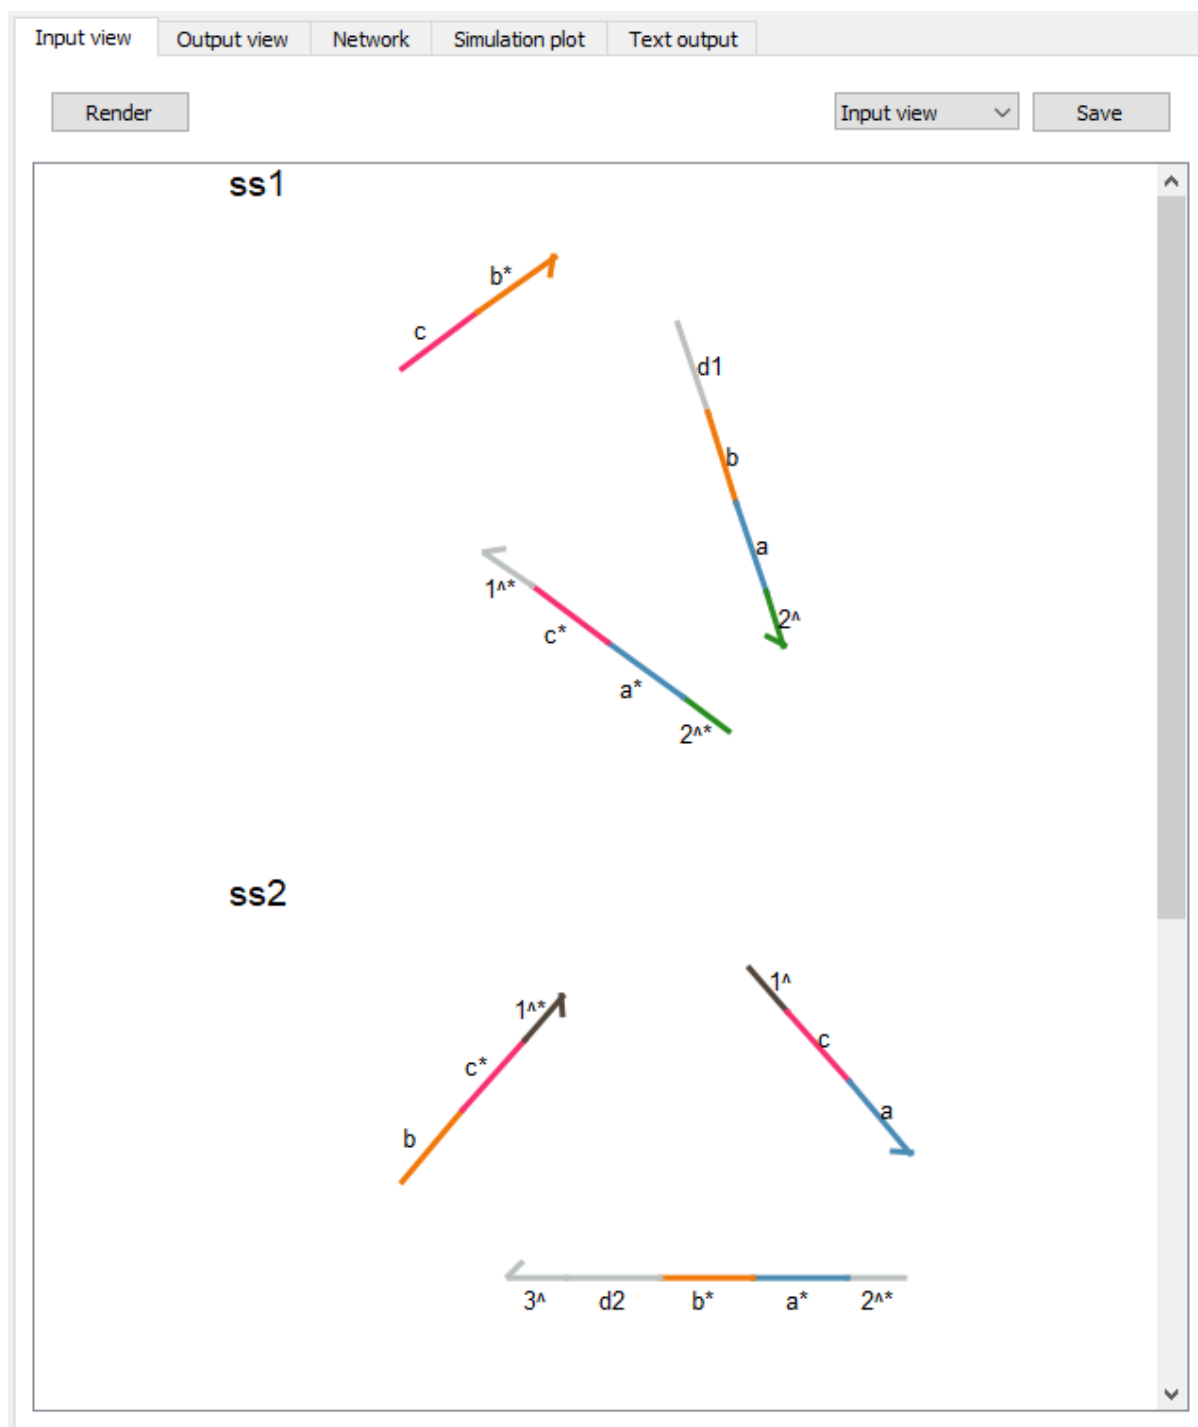 Input view Output view Network Simulation plot Text output
Render Input view Save
ss1
b*
c
d1
b
a
1^*
2^
c*
a*
2^*
ss2
1^
1^*
c
c*
a
b
3^ d2 b* a* 2^*